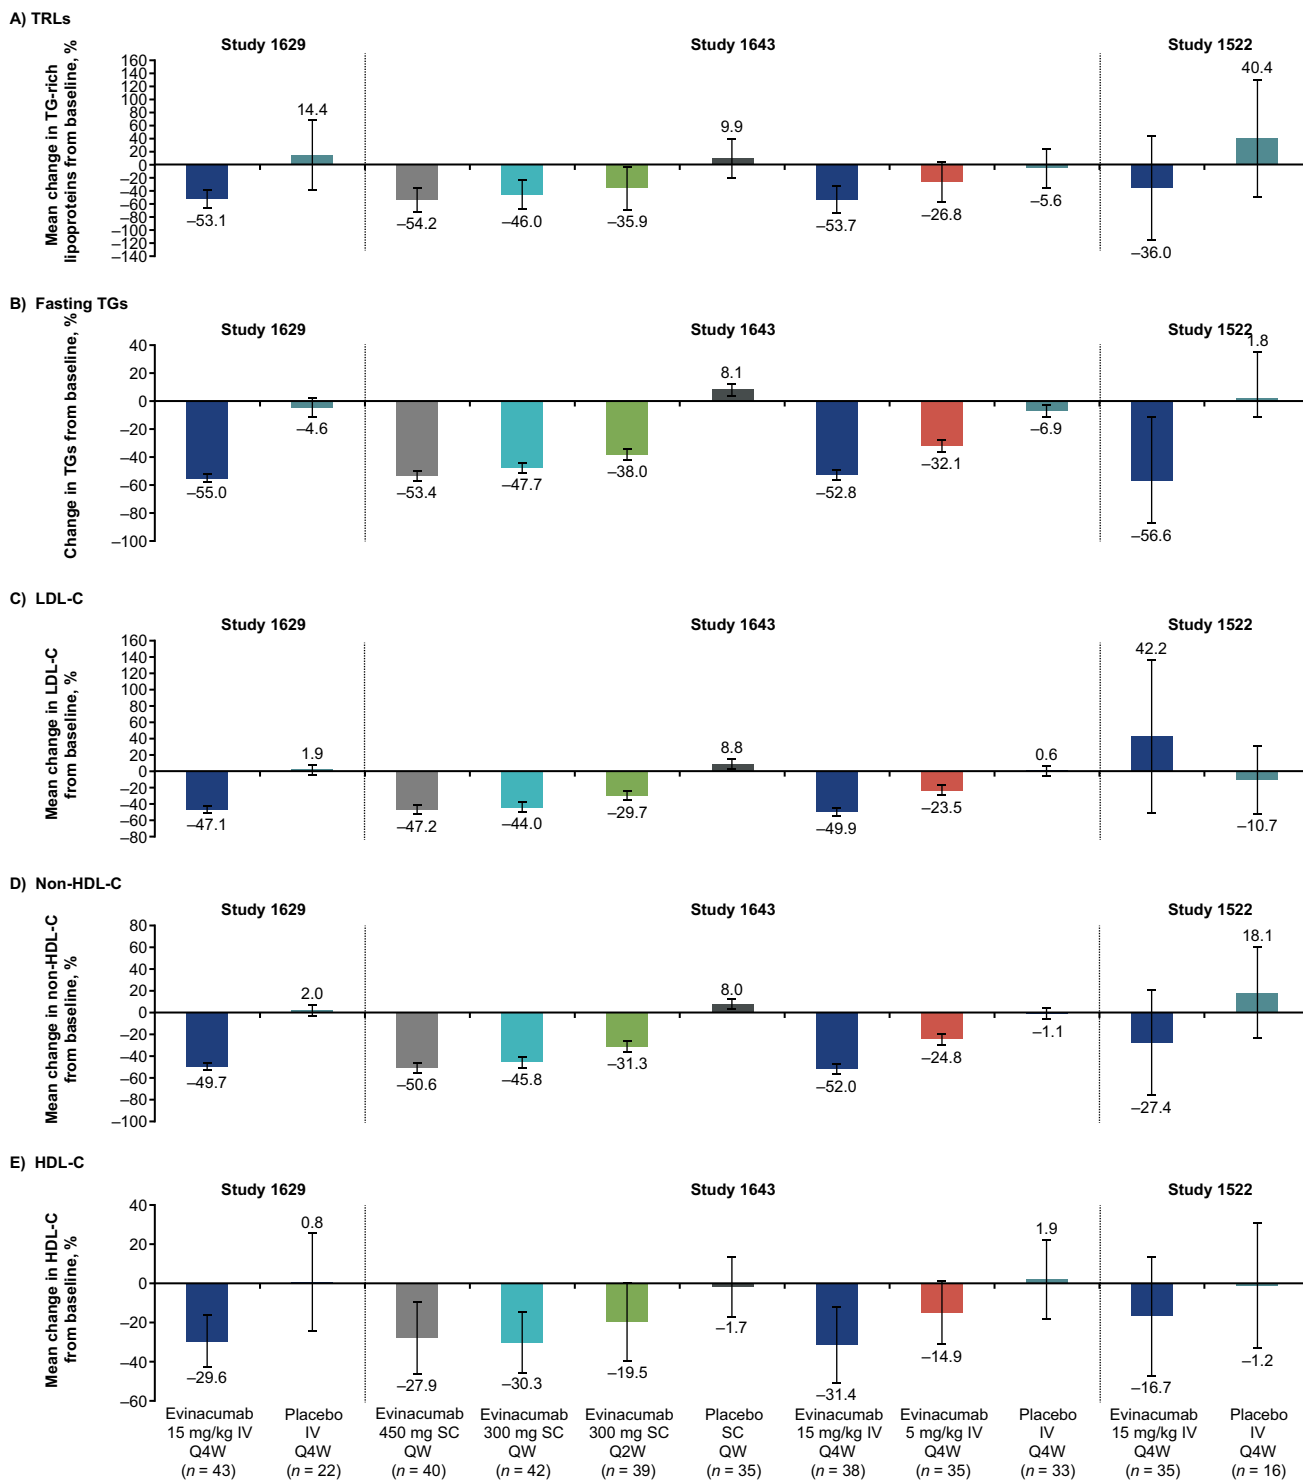 A) TRLs
Study 1629
Study 1643
Study 1522
Mean change in TG-rich
lipoproteins from baseline, %
160
140
120
100
80
60
40
20
0
–20
–40
–60
–80
–100
–120
–140
–53.1
14.4
–54.2
–46.0
–35.9
9.9
–53.7
–26.8
–5.6
–36.0
40.4
B) Fasting TGs
Study 1629
Study 1643
Study 1522
Change in TGs from baseline, %
40
20
0
–20
–40
–60
–80
–100
–55.0
–4.6
–53.4
–47.7
–38.0
8.1
–52.8
–32.1
–6.9
–56.6
1.8
C) LDL-C
Study 1629
Study 1643
Study 1522
Mean change in LDL-C
from baseline, %
160
140
120
100
80
60
40
20
0
–20
–40
–60
–80
–47.1
1.9
–47.2
–44.0
–29.7
8.8
–49.9
–23.5
0.6
42.2
–10.7
D) Non-HDL-C
Study 1629
Study 1643
Study 1522
Mean change in non-HDL-C
from baseline, %
80
60
40
20
0
–20
–40
–60
–80
–100
–49.7
2.0
–50.6
–45.8
–31.3
8.0
–52.0
–24.8
–1.1
–27.4
18.1
E) HDL-C
Study 1629
Study 1643
Study 1522
Mean change in HDL-C
from baseline, %
40
20
0
–20
–40
–60
–29.6
0.8
–27.9
–30.3
–19.5
–1.7
–31.4
–14.9
1.9
–16.7
–1.2
Evinacumab
15 mg/kg IV
Q4W
(n = 43)
Placebo
IV
Q4W
(n = 22)
Evinacumab
450 mg SC
QW
(n = 40)
Evinacumab
300 mg SC
QW
(n = 42)
Evinacumab
300 mg SC
Q2W
(n = 39)
Placebo
SC
QW
(n = 35)
Evinacumab
15 mg/kg IV
Q4W
(n = 38)
Evinacumab
5 mg/kg IV
Q4W
(n = 35)
Placebo
IV
Q4W
(n = 33)
Evinacumab
15 mg/kg IV
Q4W
(n = 35)
Placebo
IV
Q4W
(n = 16)